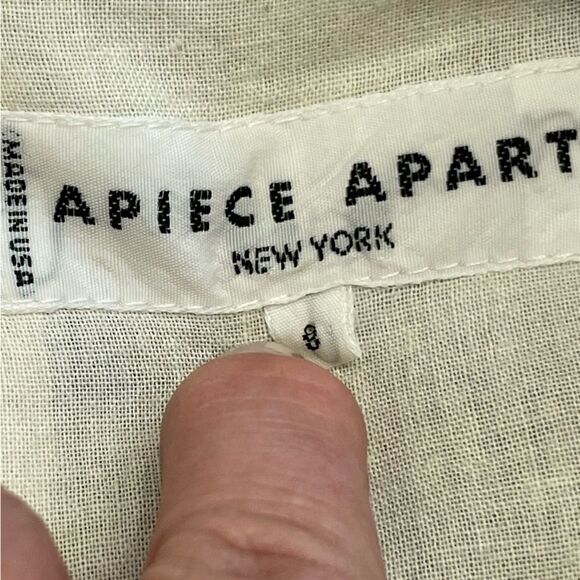 MADE IN USA
APIECE APART
NEW YORK
8